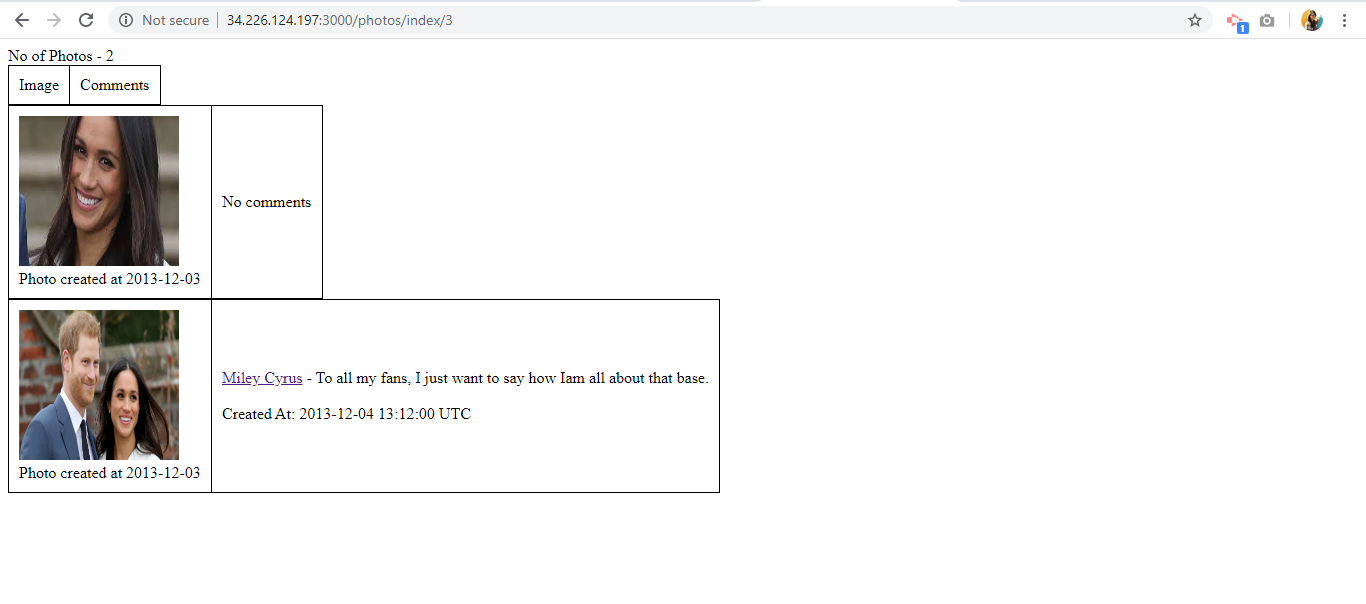 Not secure 34.226.124.197:3000/photos/index/3
1
No of Photos - 2
Image Comments
No comments
Photo created at 2013-12-03
Miley Cyrus - To all my fans, I just want to say how Iam all about that base.
Created At: 2013-12-04 13:12:00 UTC
Photo created at 2013-12-03